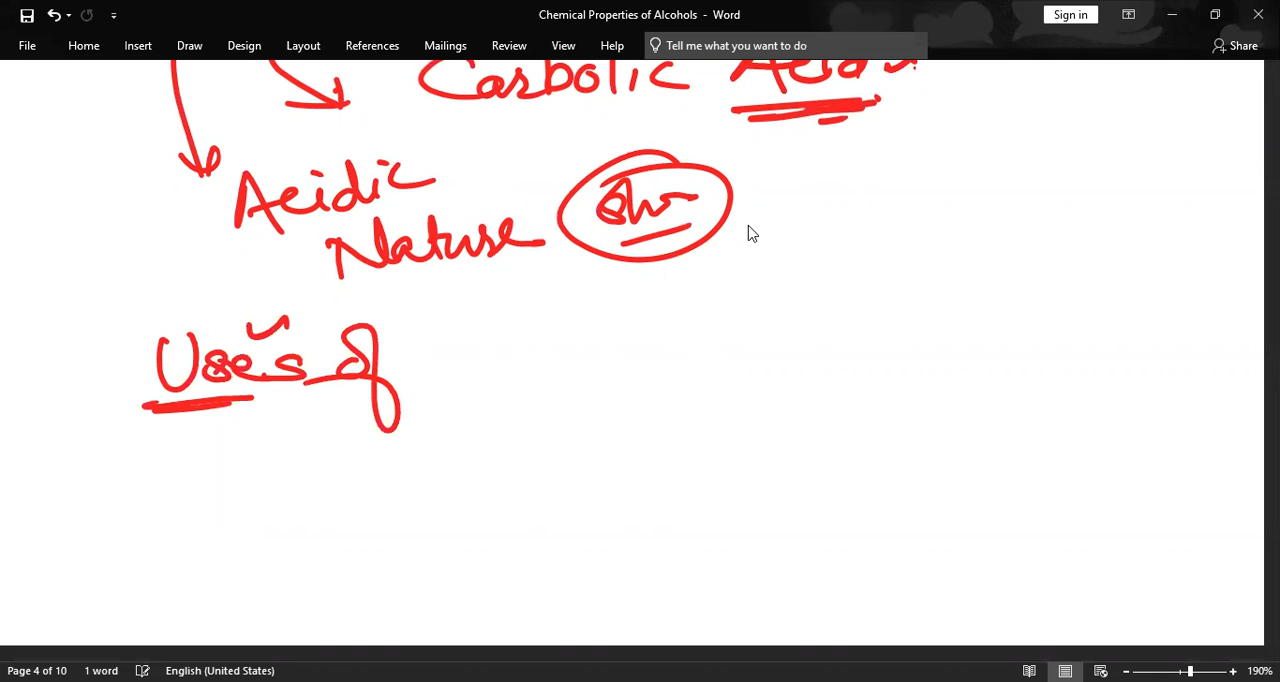 Chemical Properties of Alcohols - Word
Sign in
File Home Insert Draw Design Layout References Mailings Review View Help Tell me what you want to do Share
Carbolic Acid
Acidic
Nature
Uses of
Page 4 of 10 1 word English (United States) 190%